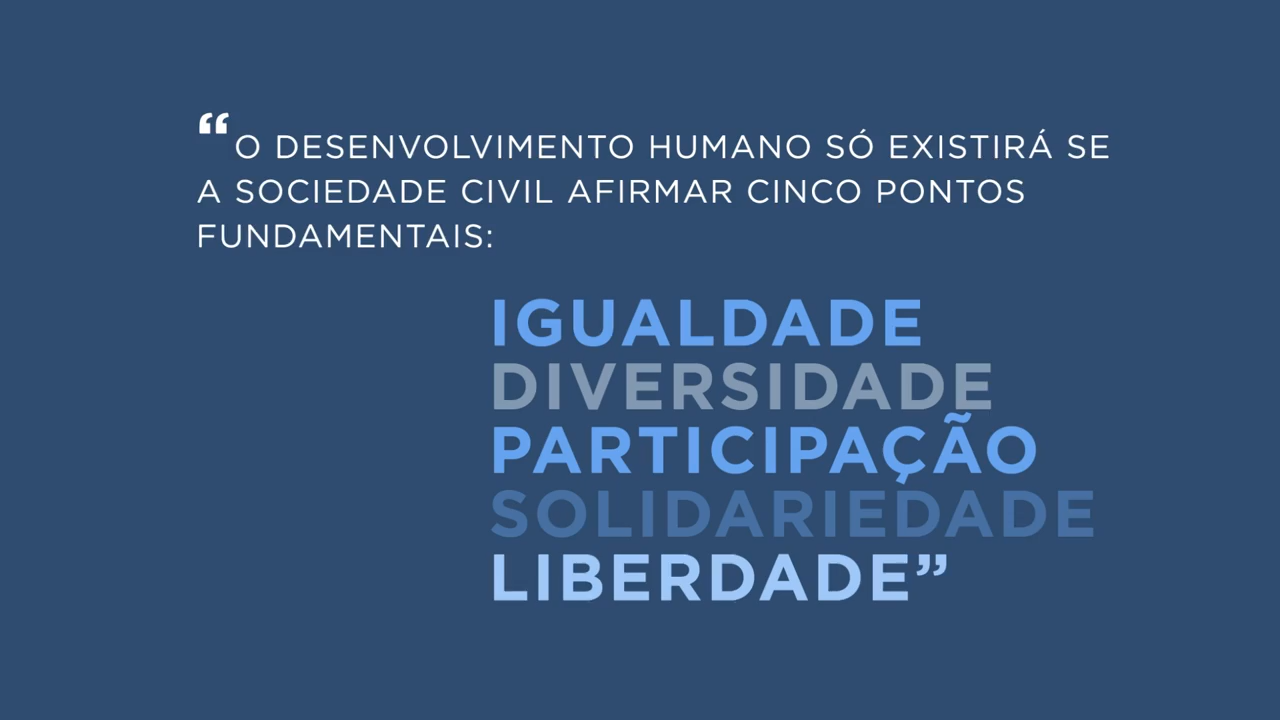 “O DESENVOLVIMENTO HUMANO SÓ EXISTIRÁ SE
A SOCIEDADE CIVIL AFIRMAR CINCO PONTOS
FUNDAMENTAIS:
IGUALDADE
DIVERSIDADE
PARTICIPAÇÃO
SOLIDARIEDADE
LIBERDADE”